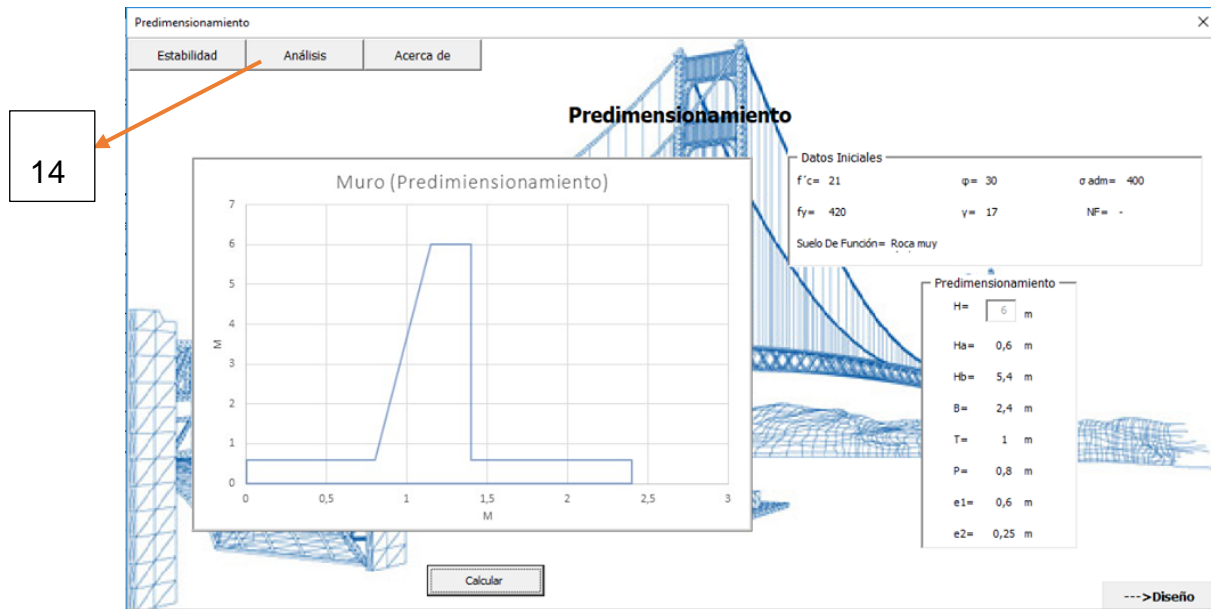 Predimensionamiento
Estabilidad Análisis Acerca de
14
Predimensionamiento
Muro (Predimiensionamiento)
7
6
5
4
3
2
1
0
M
0 0,5 1 1,5 2 2,5 3
M
Datos Iniciales
f´c= 21 φ= 30 σ adm= 400
fy= 420 γ= 17 NF= -
Suelo De Función= Roca muy
Predimensionamiento
H= 6 m
Ha= 0,6 m
Hb= 5,4 m
B= 2,4 m
T= 1 m
P= 0,8 m
e1= 0,6 m
e2= 0,25 m
Calcular
--->Diseño